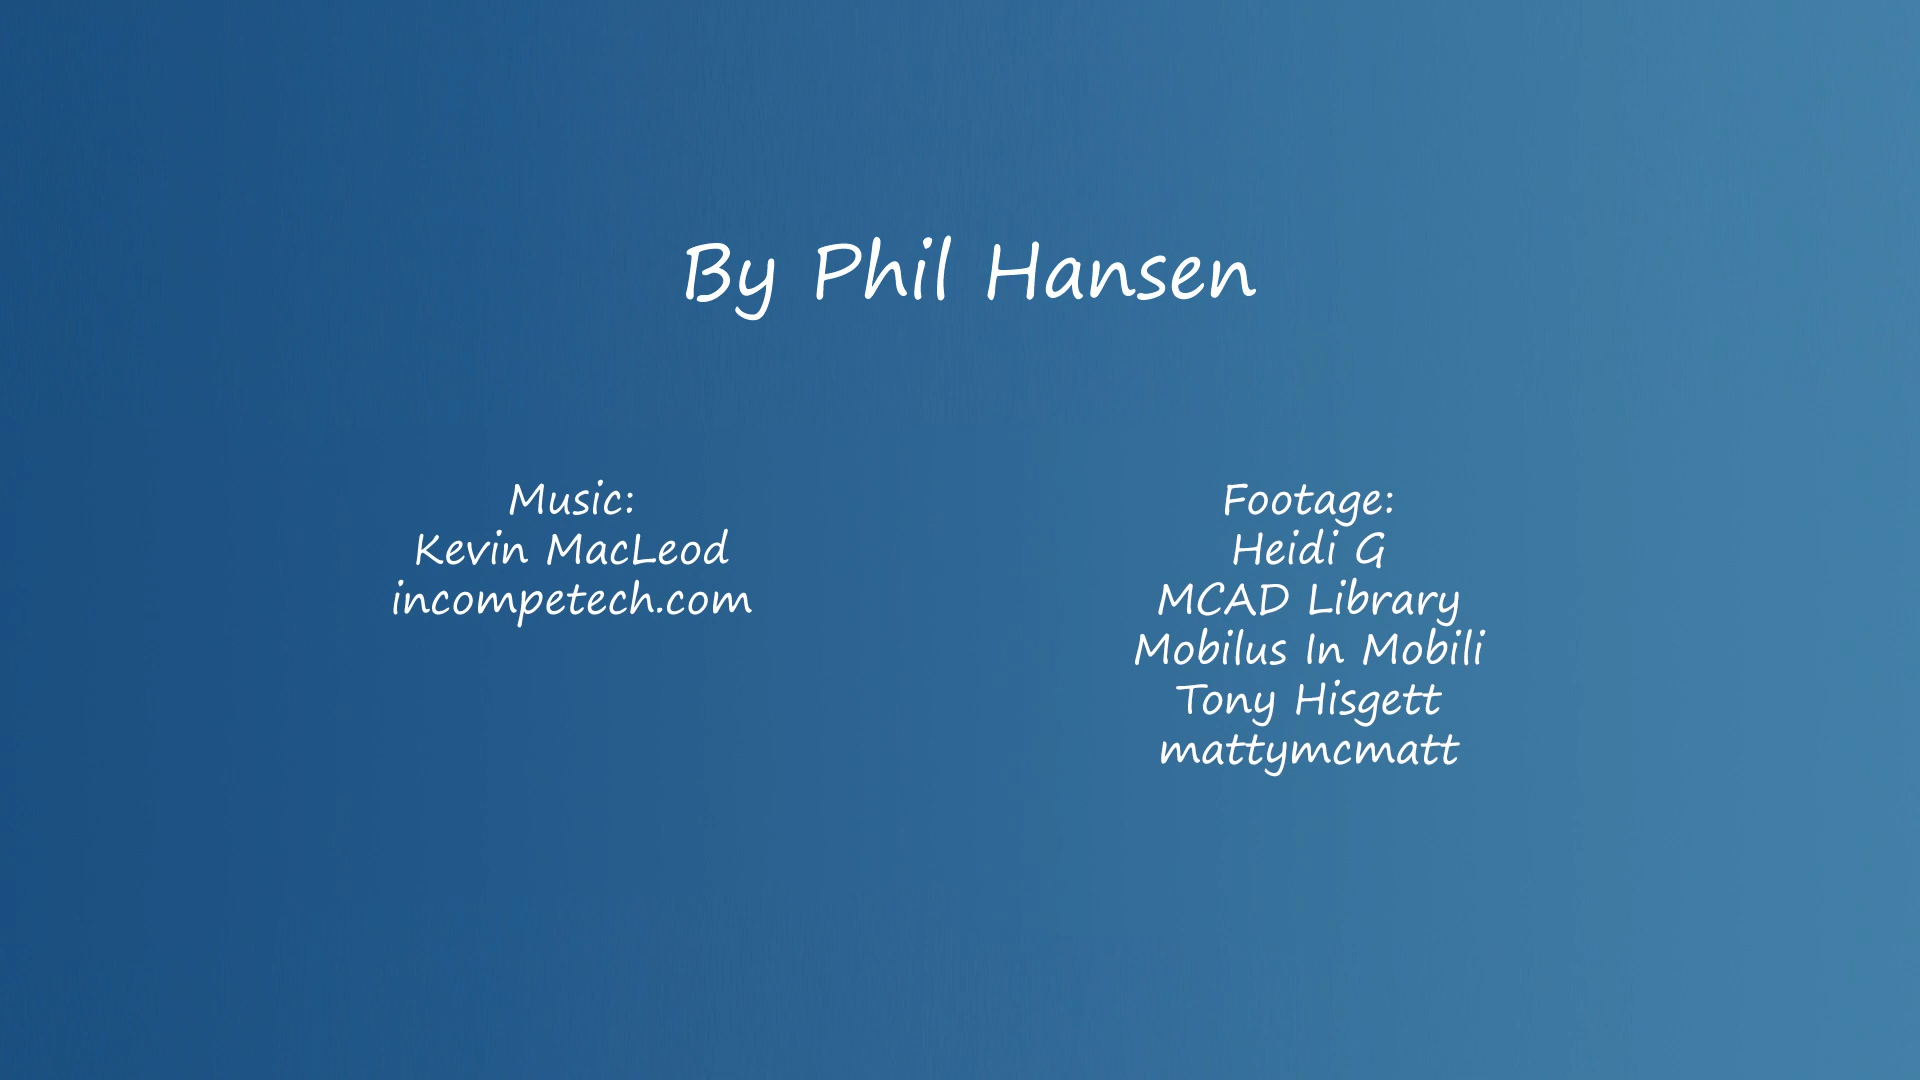 By Phil Hansen
Music:
Kevin MacLeod
incompetech.com
Footage:
Heidi G
MCAD Library
Mobilus In Mobili
Tony Hisgett
mattymcmatt